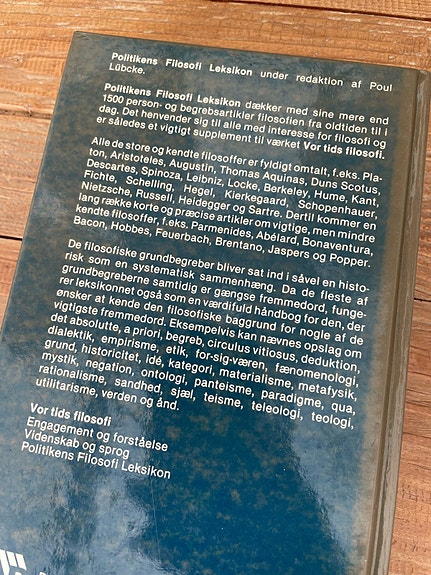 Politikens Filosofi Leksikon under redaktion af Poul
Lübcke.
Politikens Filosofi Leksikon dækker med sine mere end
1500 person- og begrebsartikler filosofien fra oldtiden til i
dag. Det henvender sig til alle med interesse for filosofi og
er således et vigtigt supplement til værket Vor tids filosofi.
Alle de store og kendte filosoffer er fyldigt omtalt, f.eks. Pla-
ton, Aristoteles, Augustin, Thomas Aquinas, Duns Scotus,
Descartes, Spinoza, Leibniz, Locke, Berkeley, Hume, Kant,
Fichte, Schelling, Hegel, Kierkegaard, Schopenhauer,
Nietzsche, Russell, Heidegger og Sartre. Dertil kommer en
lang række korte og præcise artikler om vigtige, men mindre
kendte filosoffer, f.eks. Parmenides, Abélard, Bonaventura,
Bacon, Hobbes, Feuerbach, Brentano, Jaspers og Popper.
De filosofiske grundbegreber bliver sat ind i såvel en histo-
risk som en systematisk sammenhæng. Da de fleste af
grundbegreberne samtidig er gængse fremmedord, funge-
rer leksikonnet også som en værdifuld håndbog for den, der
ønsker at kende den filosofiske baggrund for nogle af de
vigtigste fremmedord. Eksempelvis kan nævnes opslag om
det absolutte, a priori, begreb, circulus vitiosus, deduktion,
dialektik, empirisme, etik, for-sig-væren, fænomenologi,
grund, historicitet, idé, kategori, materialisme, metafysik,
mystik, negation, ontologi, panteisme, paradigme, qua,
rationalisme, sandhed, sjæl, teisme, teleologi, teologi,
utilitarisme, verden og ånd.
Vor tids filosofi
Engagement og forståelse
Videnskab og sprog
Politikens Filosofi Leksikon